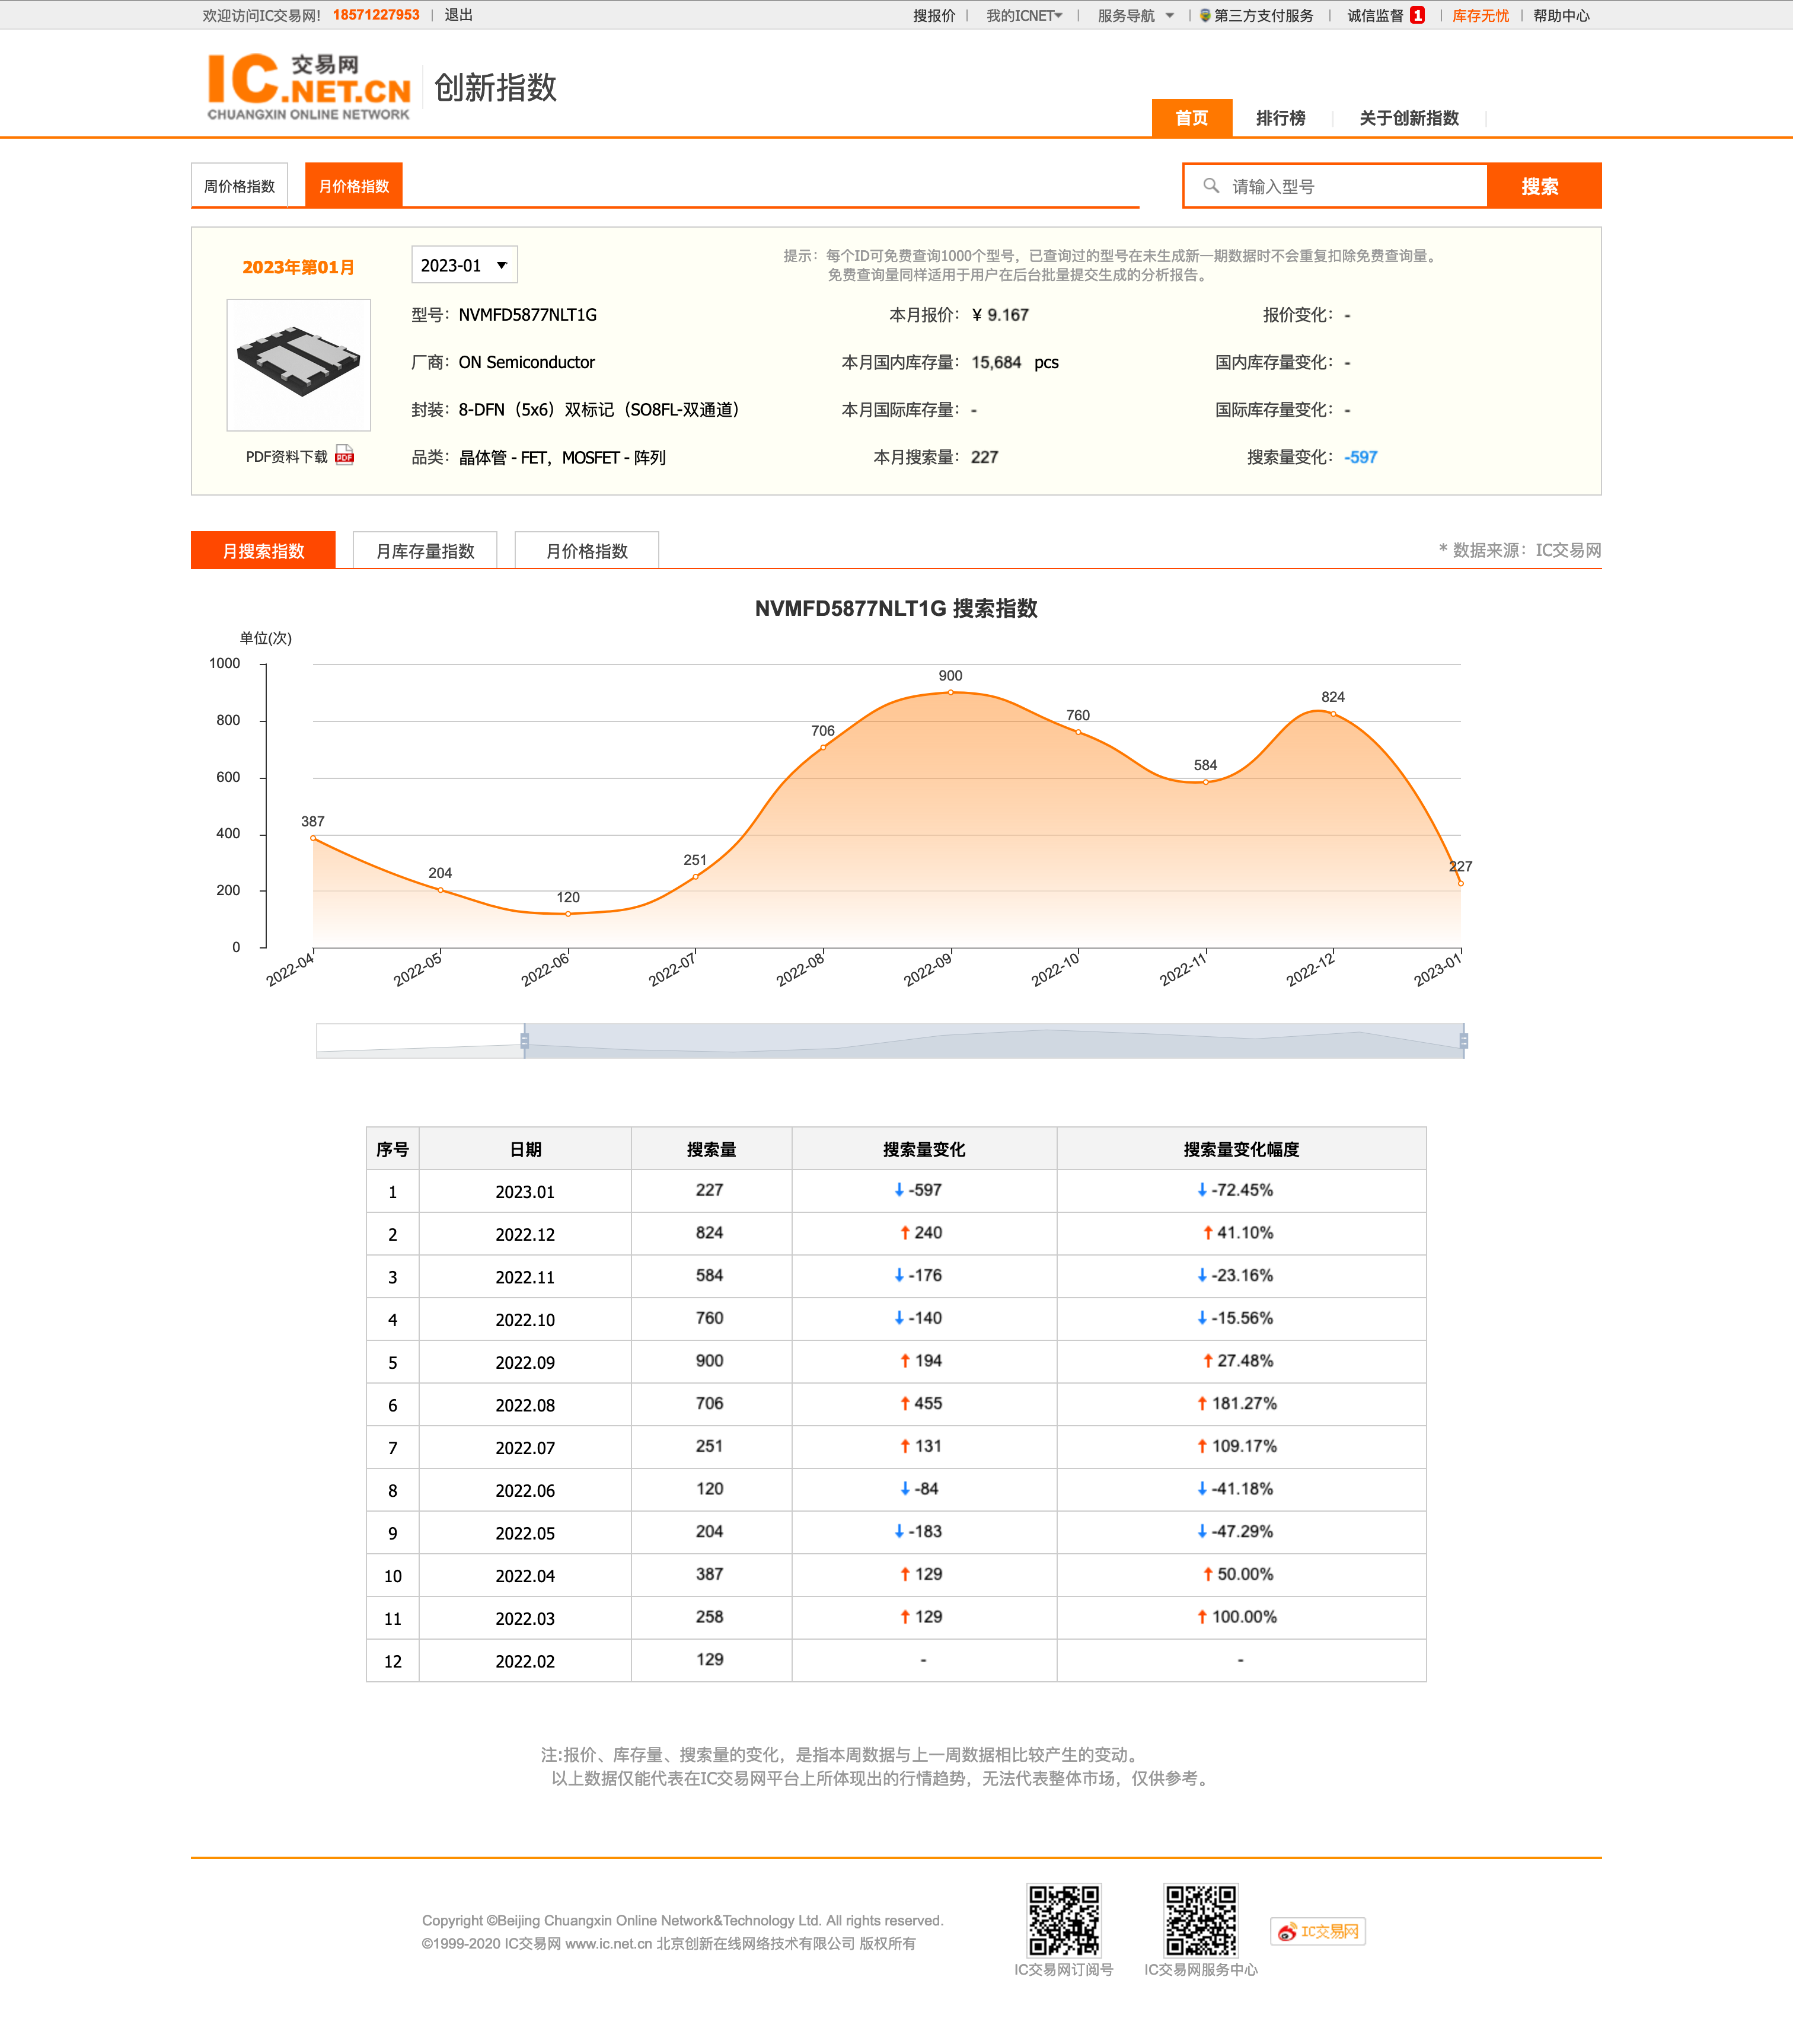 欢迎访问IC交易网! 18571227953 | 退出 搜报价 | 我的ICNET | 服务导航 | 第三方支付服务 | 诚信监督 1 | 库存无忧 | 帮助中心
IC 交易网
.NET.CN
CHUANGXIN ONLINE NETWORK
创新指数
首页 排行榜 关于创新指数
周价格指数 月价格指数 请输入型号 搜索
2023年第01月 2023-01
提示：每个ID可免费查询1000个型号，已查询过的型号在未生成新一期数据时不会重复扣除免费查询量。
免费查询量同样适用于用户在后台批量提交生成的分析报告。
型号：NVMFD5877NLT1G 本月报价：￥ 9.167 报价变化：-
厂商：ON Semiconductor 本月国内库存量：15,684 pcs 国内库存量变化：-
封装：8-DFN（5x6）双标记（SO8FL-双通道） 本月国际库存量：- 国际库存量变化：-
PDF资料下载 PDF 品类：晶体管 - FET，MOSFET - 阵列 本月搜索量：227 搜索量变化：-597
月搜索指数 月库存量指数 月价格指数 * 数据来源：IC交易网
NVMFD5877NLT1G 搜索指数
单位(次)
1000
800
600
400
200
0
387
204
120
251
706
900
760
584
824
227
2022-04
2022-05
2022-06
2022-07
2022-08
2022-09
2022-10
2022-11
2022-12
2023-01
序号 日期 搜索量 搜索量变化 搜索量变化幅度
1 2023.01 227 ↓ -597 ↓ -72.45%
2 2022.12 824 ↑ 240 ↑ 41.10%
3 2022.11 584 ↓ -176 ↓ -23.16%
4 2022.10 760 ↓ -140 ↓ -15.56%
5 2022.09 900 ↑ 194 ↑ 27.48%
6 2022.08 706 ↑ 455 ↑ 181.27%
7 2022.07 251 ↑ 131 ↑ 109.17%
8 2022.06 120 ↓ -84 ↓ -41.18%
9 2022.05 204 ↓ -183 ↓ -47.29%
10 2022.04 387 ↑ 129 ↑ 50.00%
11 2022.03 258 ↑ 129 ↑ 100.00%
12 2022.02 129 - -
注:报价、库存量、搜索量的变化，是指本周数据与上一周数据相比较产生的变动。
以上数据仅能代表在IC交易网平台上所体现出的行情趋势，无法代表整体市场，仅供参考。
Copyright ©Beijing Chuangxin Online Network&Technology Ltd. All rights reserved.
©1999-2020 IC交易网 www.ic.net.cn 北京创新在线网络技术有限公司 版权所有
IC交易网订阅号 IC交易网服务中心 IC交易网